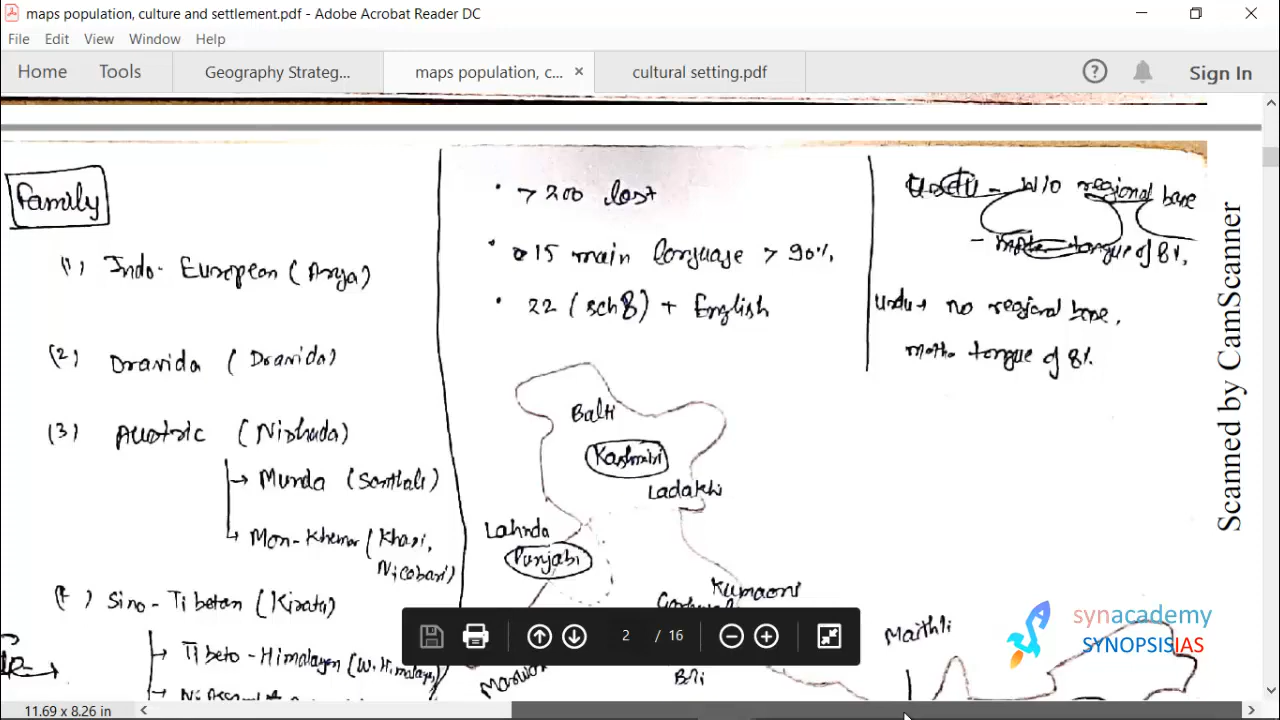 maps population, culture and settlement.pdf - Adobe Acrobat Reader DC
File Edit View Window Help
Home Tools Geography Strateg... maps population, c... × cultural setting.pdf Sign In
Family
(1) Indo-European (Arya)
(2) Dravida (Dravida)
(3) Austric (Nishada)
→ Munda (Santhali)
→ Mon-Khemar (Khasi, Nicobari)
Sino-Tibetan (Kirata)
→ Tibeto-Himalayan (W. Himalaya,
• > 200 lost
• 15 main language > 90%.
• 22 (sch 8) + English
Urdu - W/o regional base
- mothe tongue of 8%.
Urdu → no regional base,
mothe tongue of 8%.
Balti
Kashmiri
Ladakhi
Lahnda
Punjabi
Kumaoni
Maithli
2 / 16
synacademy
SYNOPSISIAS
Scanned by CamScanner
11.69 x 8.26 in